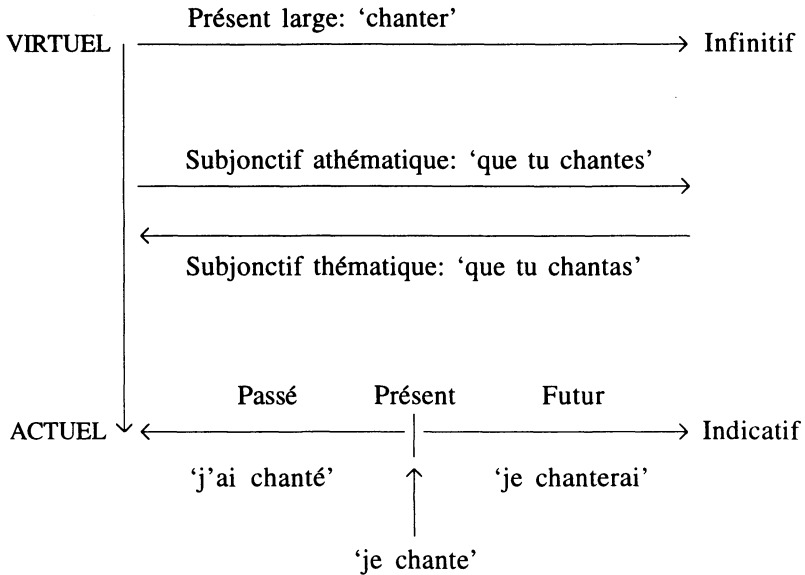 Présent large: ‘chanter’
VIRTUEL Infinitif
Subjonctif athématique: ‘que tu chantes’
Subjonctif thématique: ‘que tu chantas’
Passé Présent Futur
ACTUEL Indicatif
‘j’ai chanté’ ‘je chanterai’
‘je chante’